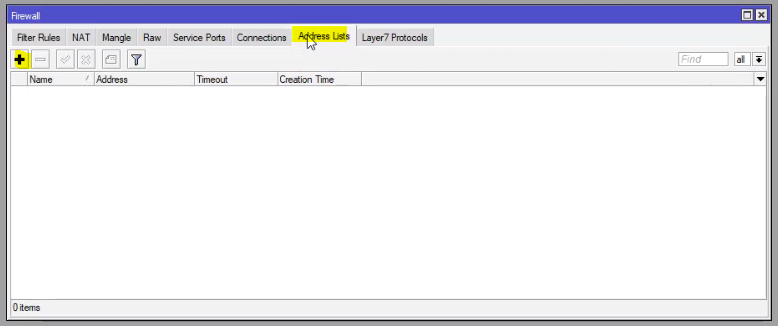 Firewall
Filter Rules NAT Mangle Raw Service Ports Connections Address Lists Layer7 Protocols
Find all
Name Address Timeout Creation Time
0 items